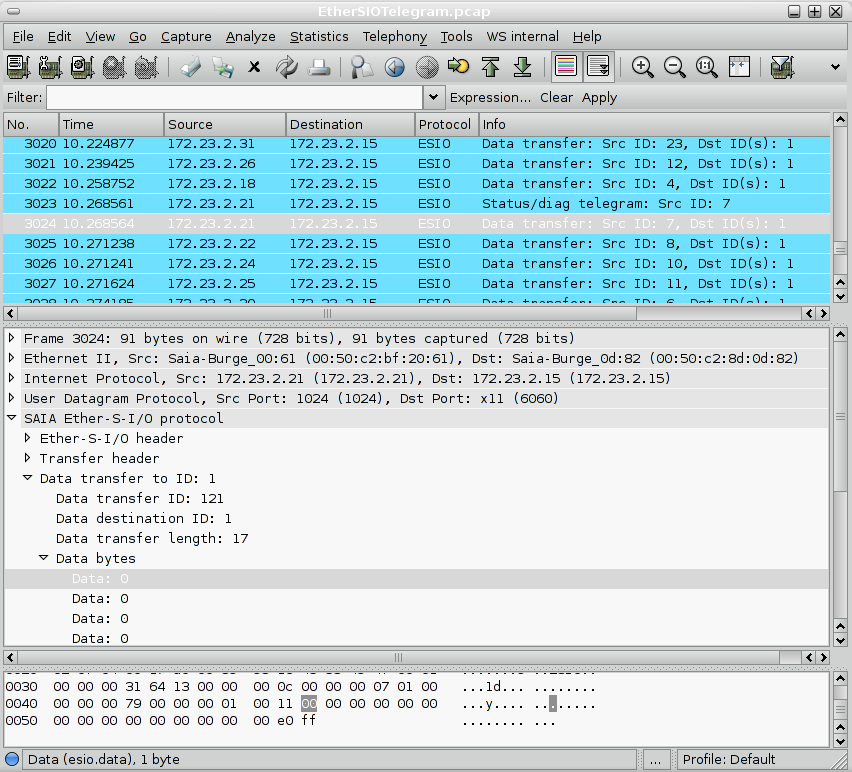 EtherSIOTelegram.pcap
File Edit View Go Capture Analyze Statistics Telephony Tools WS internal Help
Filter: Expression... Clear Apply
No. Time Source Destination Protocol Info
3020 10.224877 172.23.2.31 172.23.2.15 ESIO Data transfer: Src ID: 23, Dst ID(s): 1
3021 10.239425 172.23.2.26 172.23.2.15 ESIO Data transfer: Src ID: 12, Dst ID(s): 1
3022 10.258752 172.23.2.18 172.23.2.15 ESIO Data transfer: Src ID: 4, Dst ID(s): 1
3023 10.268561 172.23.2.21 172.23.2.15 ESIO Status/diag telegram: Src ID: 7
3024 10.268564 172.23.2.21 172.23.2.15 ESIO Data transfer: Src ID: 7, Dst ID(s): 1
3025 10.271238 172.23.2.22 172.23.2.15 ESIO Data transfer: Src ID: 8, Dst ID(s): 1
3026 10.271241 172.23.2.24 172.23.2.15 ESIO Data transfer: Src ID: 10, Dst ID(s): 1
3027 10.271624 172.23.2.25 172.23.2.15 ESIO Data transfer: Src ID: 11, Dst ID(s): 1
Frame 3024: 91 bytes on wire (728 bits), 91 bytes captured (728 bits)
Ethernet II, Src: Saia-Burge_00:61 (00:50:c2:bf:20:61), Dst: Saia-Burge_0d:82 (00:50:c2:8d:0d:82)
Internet Protocol, Src: 172.23.2.21 (172.23.2.21), Dst: 172.23.2.15 (172.23.2.15)
User Datagram Protocol, Src Port: 1024 (1024), Dst Port: x11 (6060)
SAIA Ether-S-I/O protocol
Ether-S-I/O header
Transfer header
Data transfer to ID: 1
Data transfer ID: 121
Data destination ID: 1
Data transfer length: 17
Data bytes
Data: 0
Data: 0
Data: 0
Data: 0
0030 00 00 00 31 64 13 00 00 00 0c 00 00 00 07 01 00 ...1d... ........
0040 00 00 00 79 00 00 00 01 00 11 00 00 00 00 00 00 ...y.... ........
0050 00 00 00 00 00 00 00 00 00 e0 ff ........ ...
Data (esio.data), 1 byte ... Profile: Default